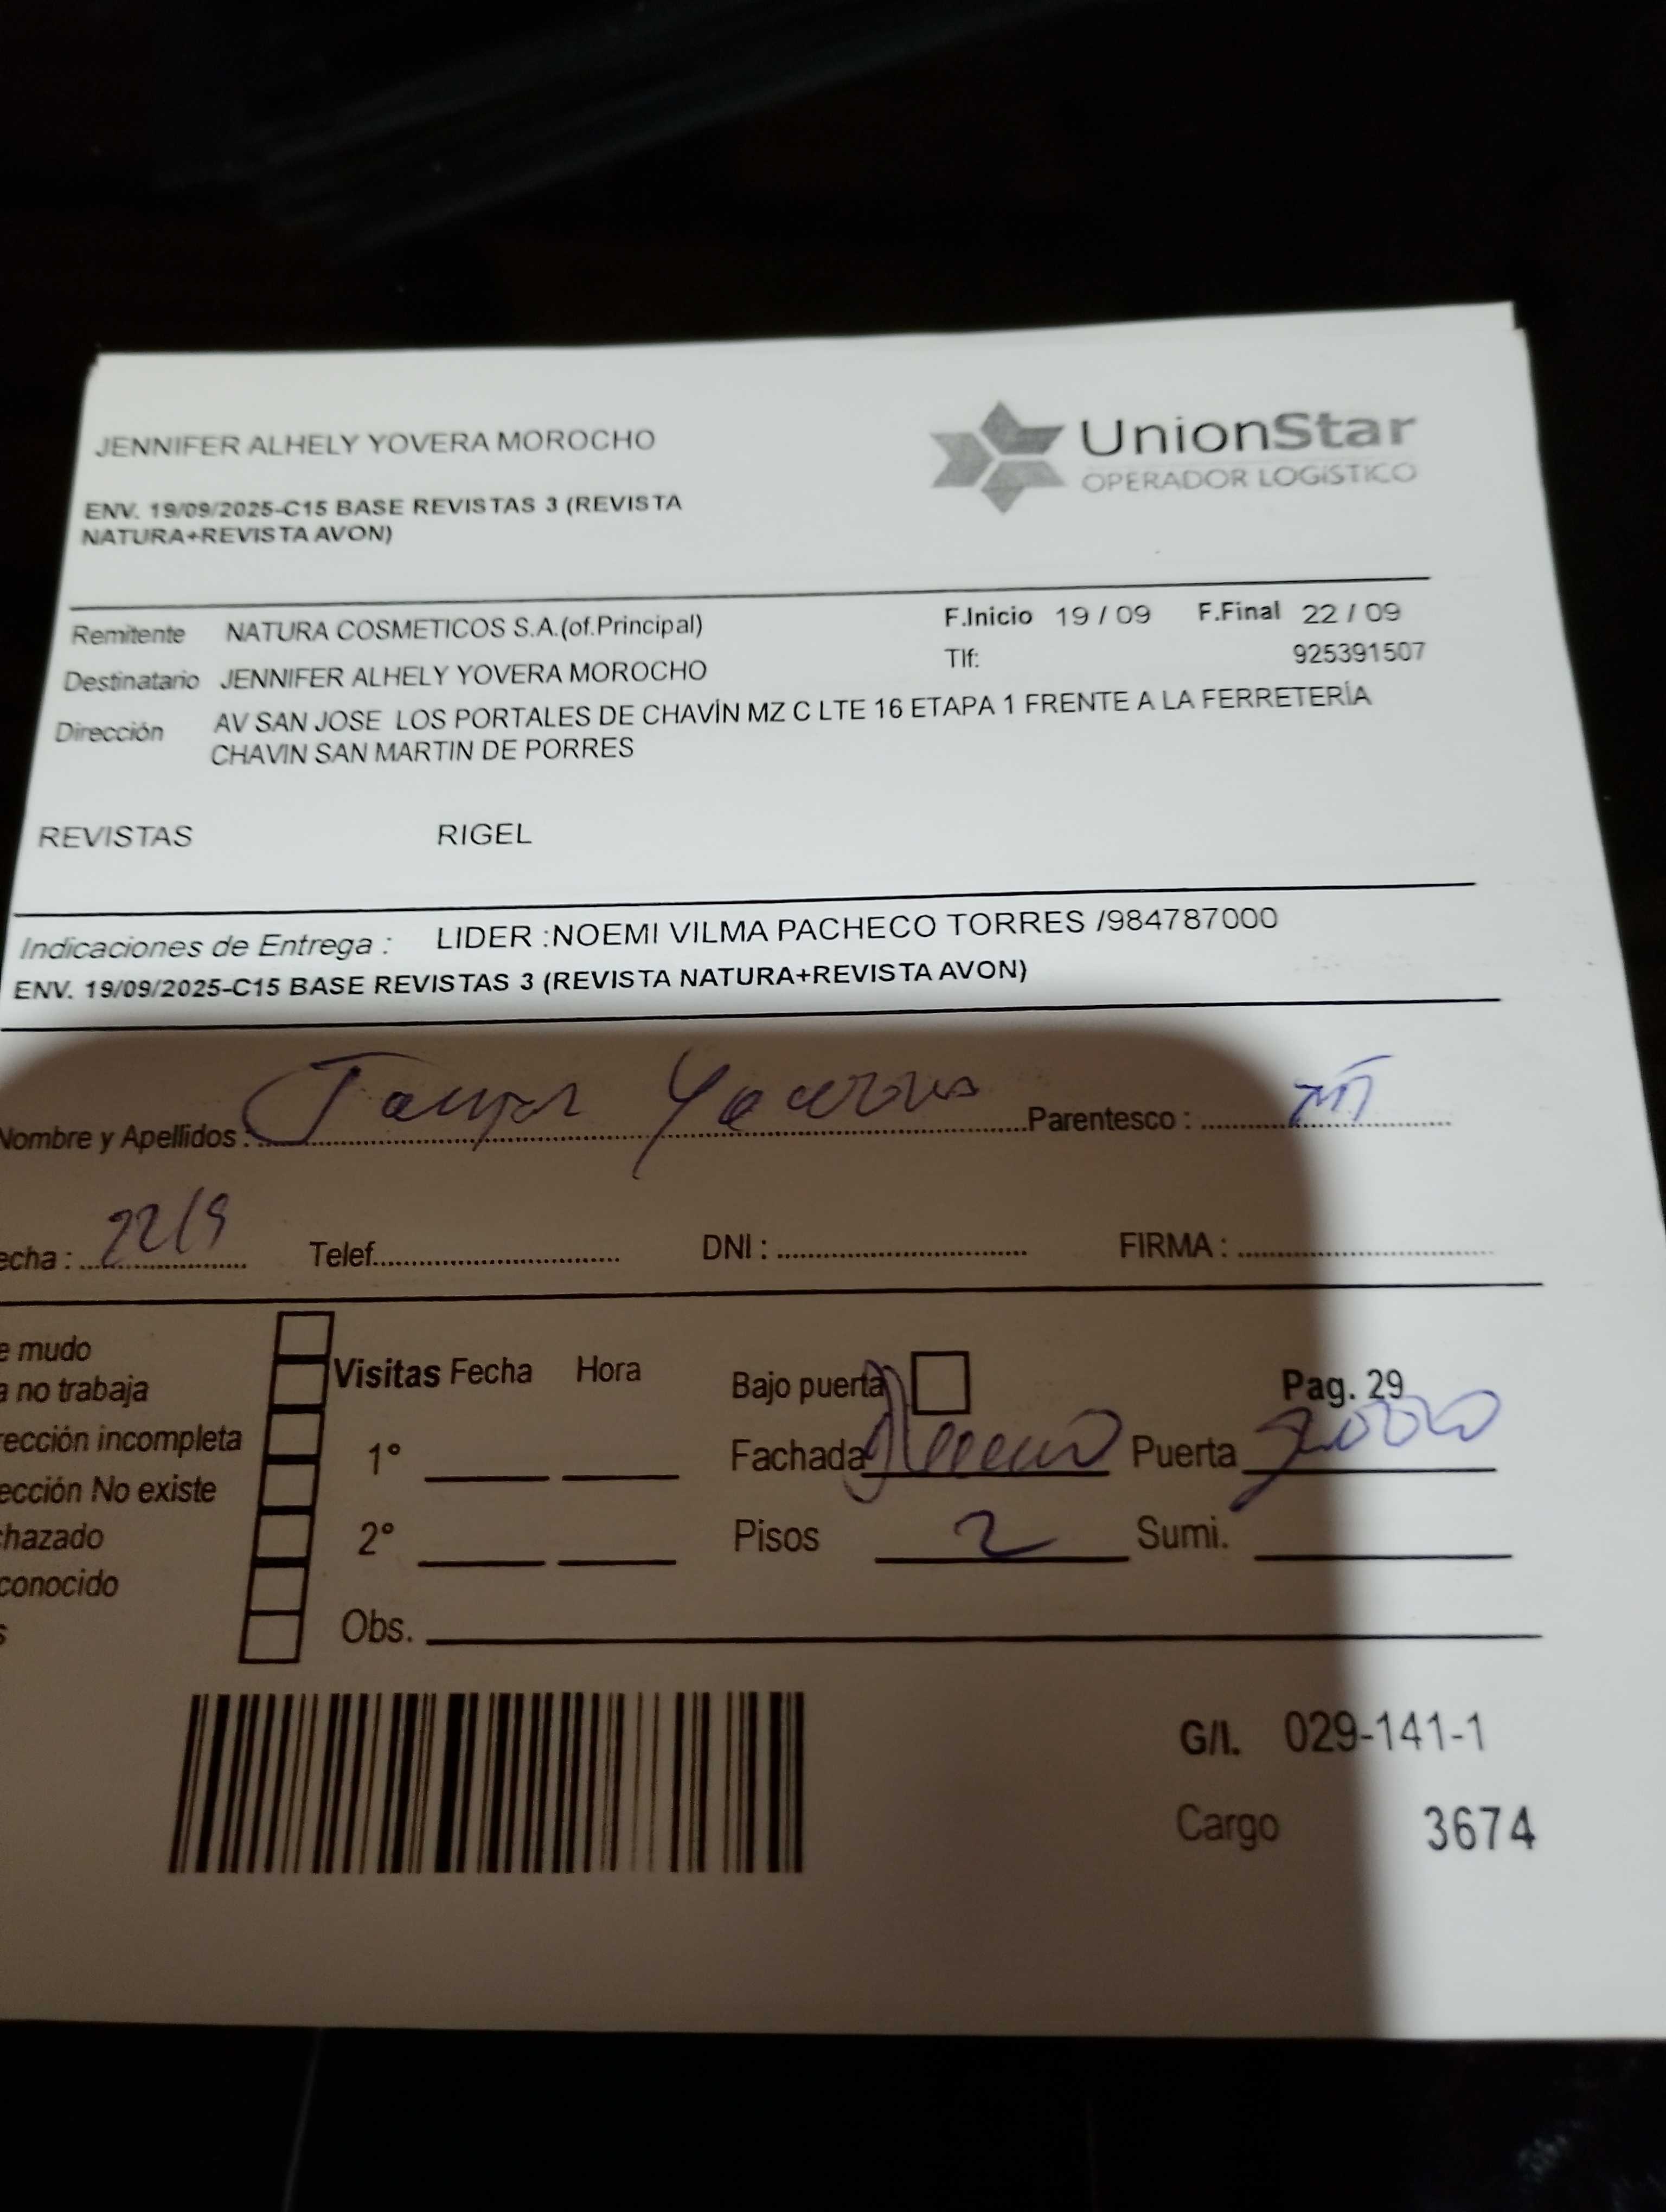 JENNIFER ALHELY YOVERA MOROCHO
UnionStar
OPERADOR LOGISTICO
ENV. 19/09/2025-C15 BASE REVISTAS 3 (REVISTA
NATURA+REVISTA AVON)
Remitente NATURA COSMETICOS S.A.(of.Principal) F.Inicio 19 / 09 F.Final 22 / 09
Destinatario JENNIFER ALHELY YOVERA MOROCHO Tlf: 925391507
Dirección AV SAN JOSE LOS PORTALES DE CHAVÍN MZ C LTE 16 ETAPA 1 FRENTE A LA FERRETERÍA
CHAVIN SAN MARTIN DE PORRES
REVISTAS RIGEL
Indicaciones de Entrega : LIDER :NOEMI VILMA PACHECO TORRES /984787000
ENV. 19/09/2025-C15 BASE REVISTAS 3 (REVISTA NATURA+REVISTA AVON)
Nombre y Apellidos : Parentesco :
echa : 22/9 Telef. DNI : FIRMA :
e mudo
a no trabaja Visitas Fecha Hora Bajo puerta Pag. 29
rección incompleta 1° Fachada Puerta
ección No existe
chazado 2° Pisos 2 Sumi.
conocido
s Obs.
G/I. 029-141-1
Cargo 3674